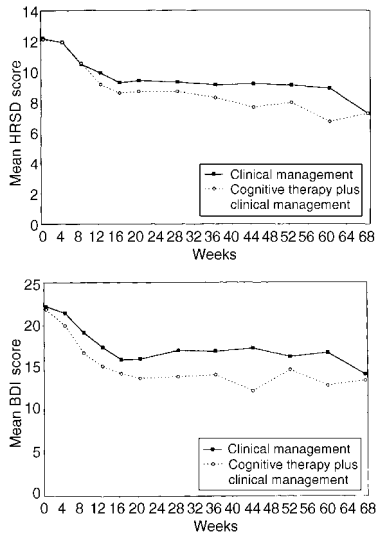 Mean HRSD score
14
12
10
8
6
4
2
0
Clinical management
Cognitive therapy plus
clinical management
0 4 8 12 16 20 24 28 32 36 40 44 48 52 56 60 64 68
Weeks
Mean BDI score
25
20
15
10
5
0
Clinical management
Cognitive therapy plus
clinical management
0 4 8 12 16 20 24 28 32 36 40 44 48 52 56 60 64 68
Weeks